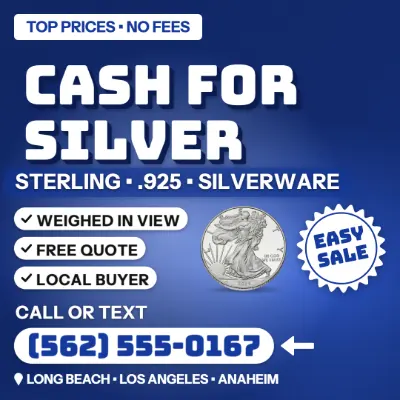 TOP PRICES • NO FEES
CASH FOR
SILVER
STERLING • .925 • SILVERWARE
WEIGHED IN VIEW
FREE QUOTE
LOCAL BUYER
EASY
SALE
CALL OR TEXT
(562) 555-0167
LONG BEACH • LOS ANGELES • ANAHEIM